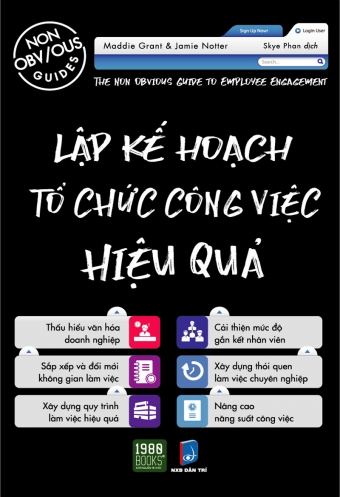 NON
OBVIOUS
GUIDES
Sign Up Now!
Login User
Maddie Grant & Jamie Notter
Skye Phan dịch
Search...
THE NON OBVIOUS GUIDE TO EMPLOYEE ENGAGEMENT
LẬP KẾ HOẠCH
TỔ CHỨC CÔNG VIỆC
HIỆU QUẢ
Thấu hiểu văn hóa
doanh nghiệp
Cải thiện mức độ
gắn kết nhân viên
Sắp xếp và đổi mới
không gian làm việc
Xây dựng thói quen
làm việc chuyên nghiệp
Xây dựng quy trình
làm việc hiệu quả
Nâng cao
năng suất công việc
1980
BOOKS
NXB DÂN TRÍ